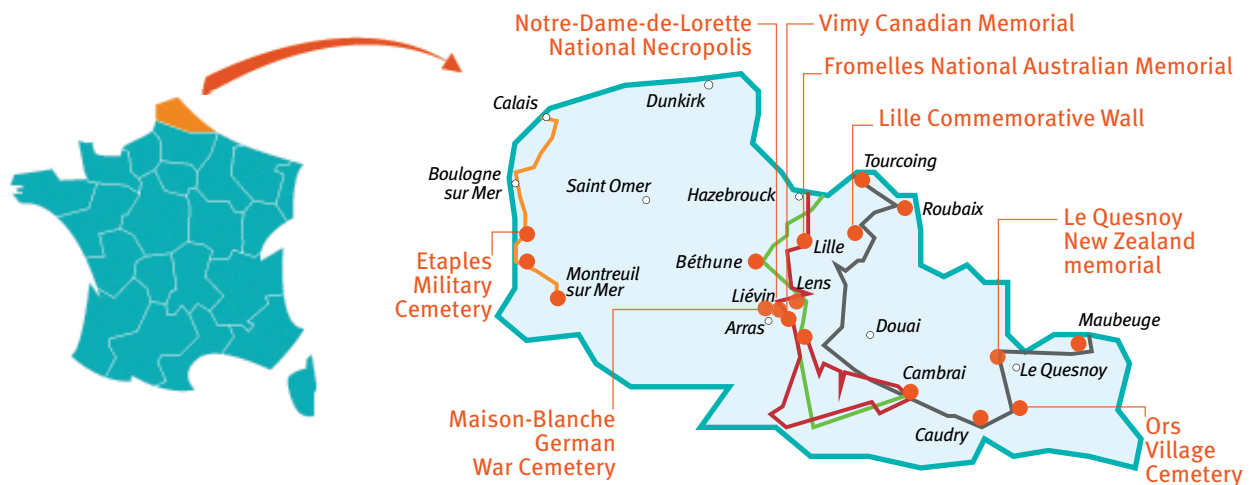 Notre-Dame-de-Lorette
National Necropolis
Vimy Canadian Memorial
Fromelles National Australian Memorial
Lille Commemorative Wall
Calais
Dunkirk
Tourcoing
Boulogne
sur Mer
Saint Omer
Hazebrouck
Roubaix
Le Quesnoy
New Zealand
memorial
Etaples
Military
Cemetery
Montreuil
sur Mer
Béthune
Lille
Lens
Liévin
Arras
Douai
Maubeuge
Le Quesnoy
Cambrai
Caudry
Maison-Blanche
German
War Cemetery
Ors
Village
Cemetery